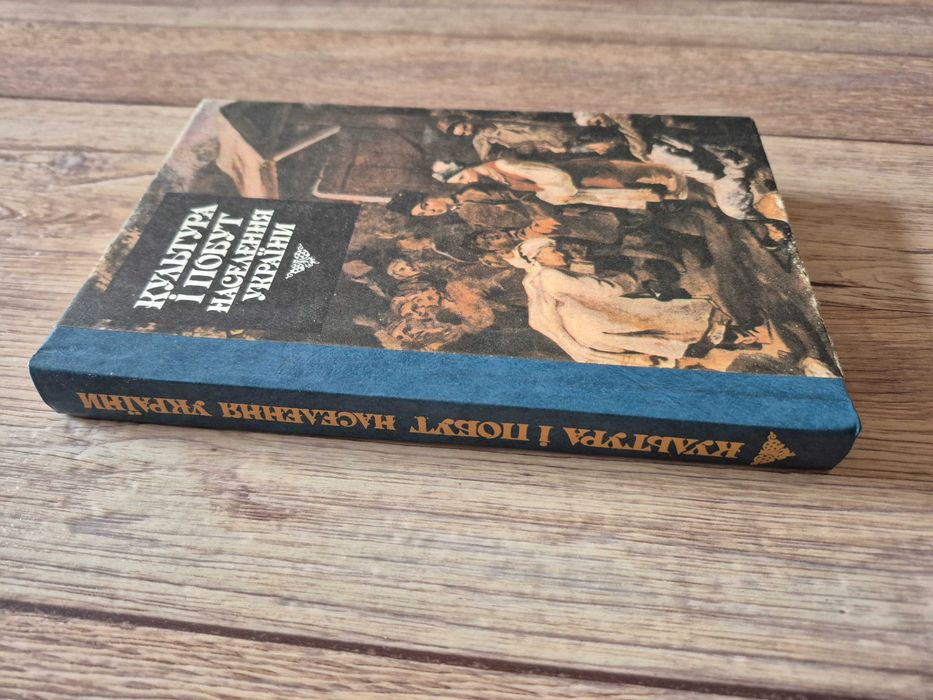 КУЛЬТУРА
І ПОБУТ
НАСЕЛЕННЯ
УКРАЇНИ
КУЛЬТУРА І ПОБУТ НАСЕЛЕННЯ УКРАЇНИ